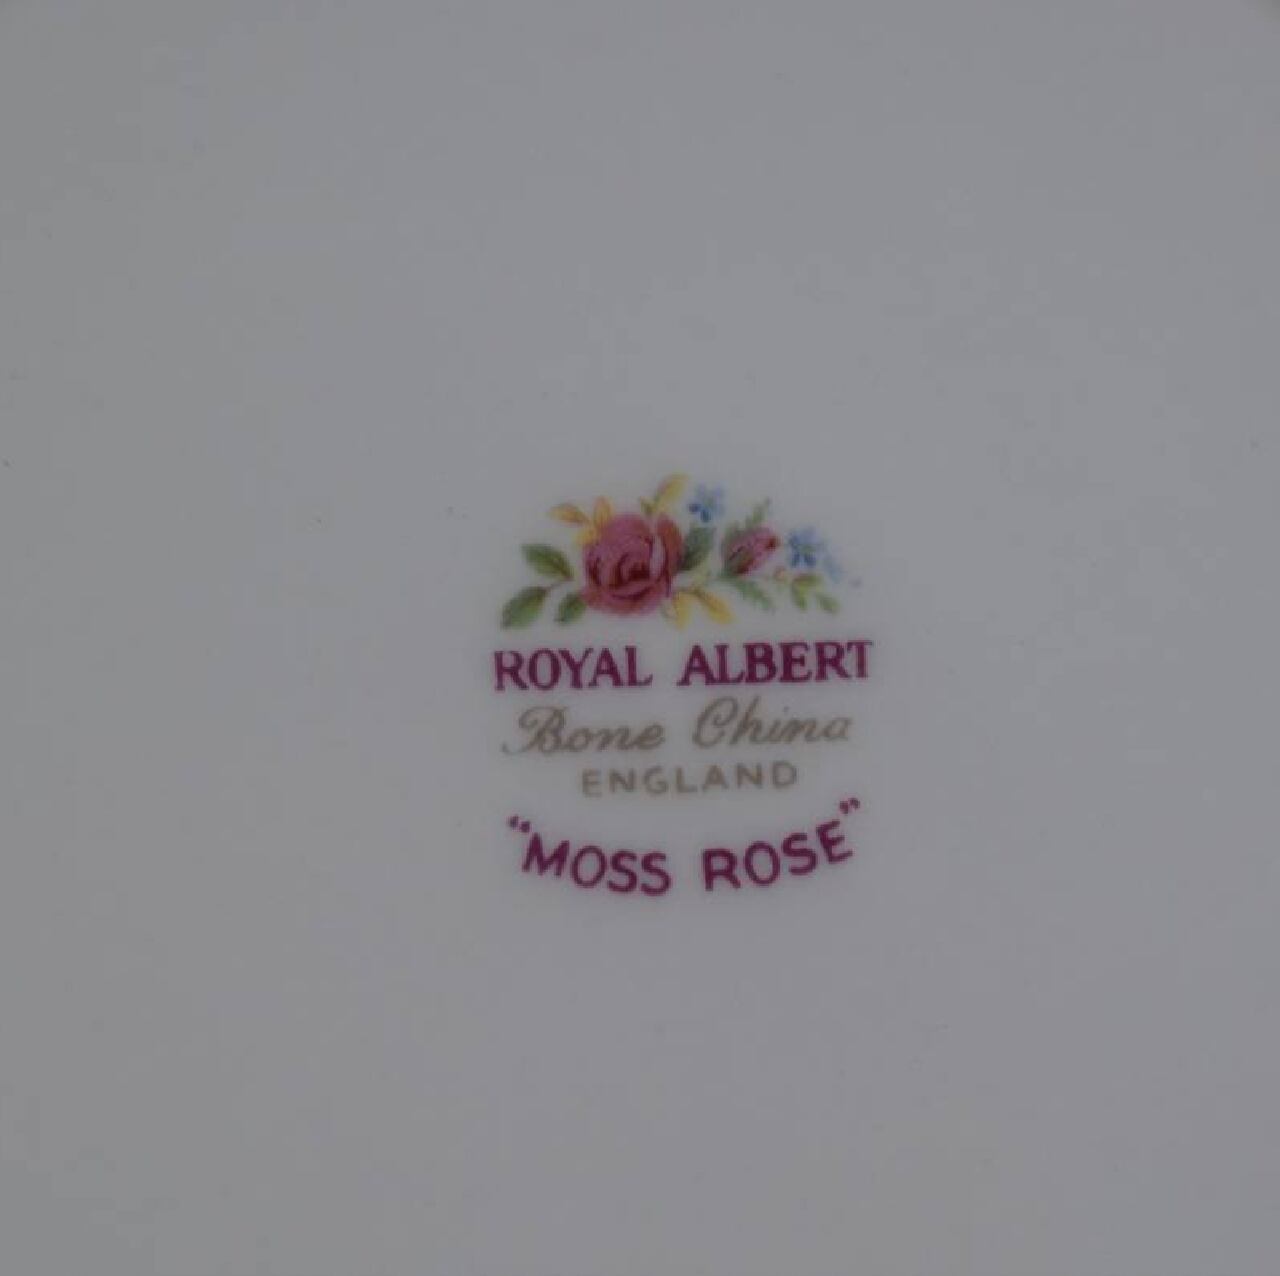 ROYAL ALBERT
Bone China
ENGLAND
"MOSS ROSE"